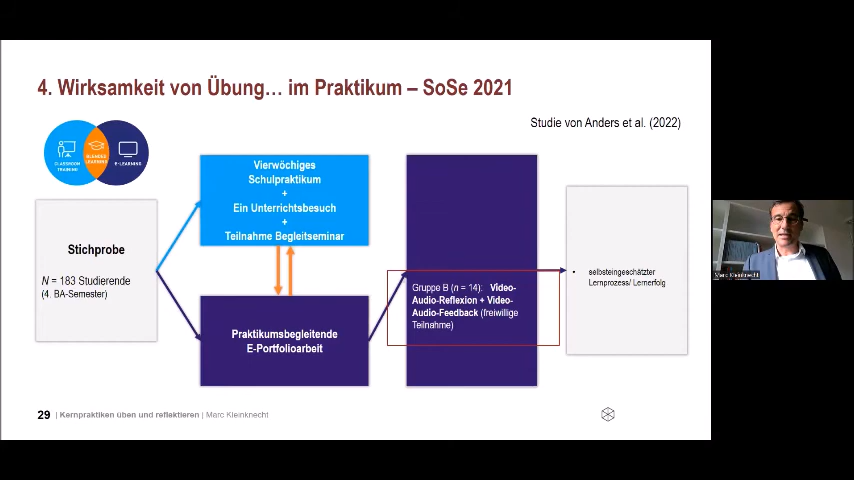 4. Wirksamkeit von Übung… im Praktikum – SoSe 2021
Studie von Anders et al. (2022)
CLASSROOM
TRAINING
BLENDED
LEARNING
E-LEARNING
Stichprobe
N = 183 Studierende
(4. BA-Semester)
Vierwöchiges
Schulpraktikum
+
Ein Unterrichtsbesuch
+
Teilnahme Begleitseminar
Praktikumsbegleitende
E-Portfolioarbeit
Gruppe B (n = 14): Video-
Audio-Reflexion + Video-
Audio-Feedback (freiwillige
Teilnahme)
• selbsteingeschätzter
Lernprozess/ Lernerfolg
29 | Kernpraktiken üben und reflektieren | Marc Kleinknecht
Marc Kleinknecht